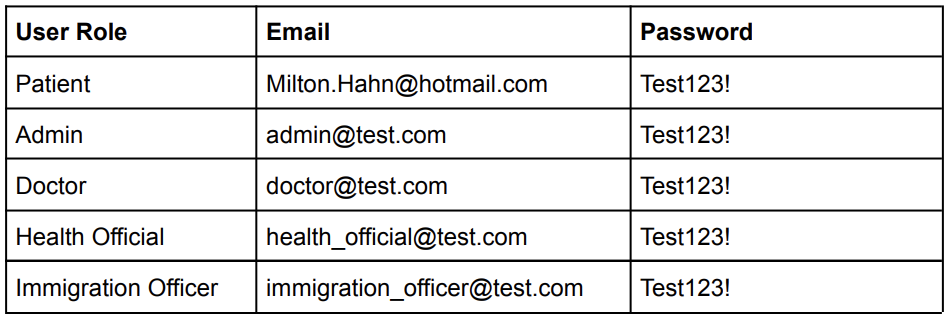 User Role Email Password
Patient Milton.Hahn@hotmail.com Test123!
Admin admin@test.com Test123!
Doctor doctor@test.com Test123!
Health Official health_official@test.com Test123!
Immigration Officer immigration_officer@test.com Test123!